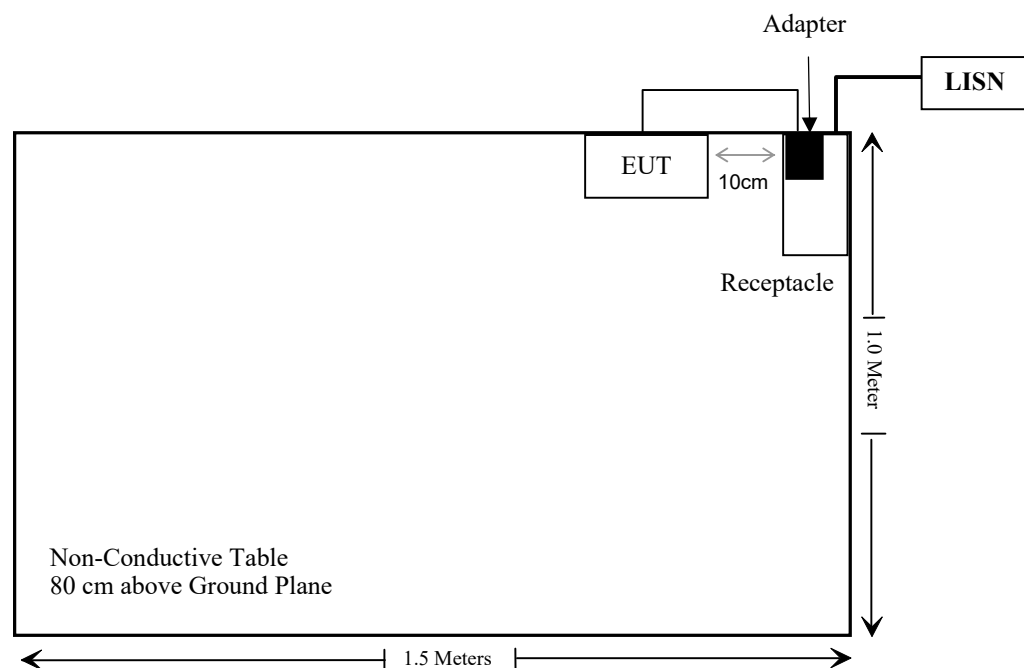 Adapter
LISN
EUT
10cm
Receptacle
1.0 Meter
Non-Conductive Table
80 cm above Ground Plane
1.5 Meters